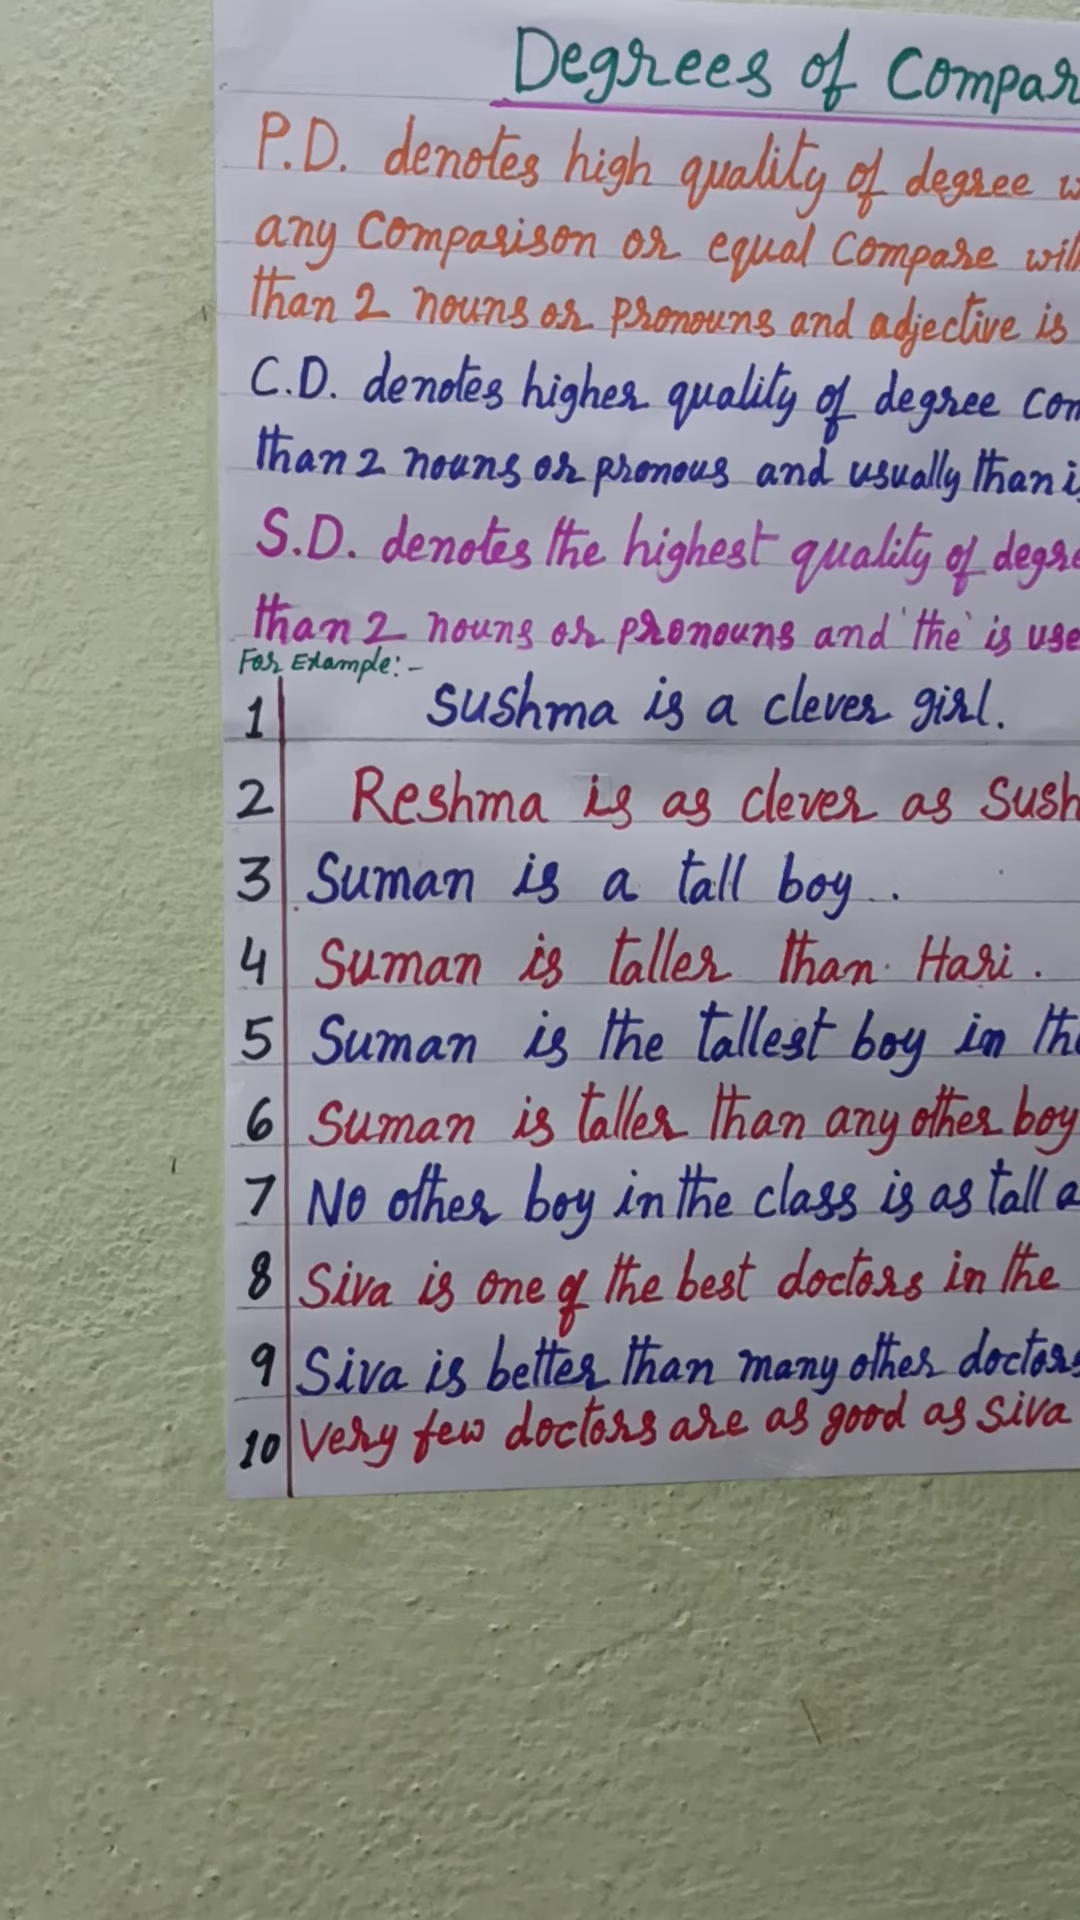 Degrees of Compar
P.D. denotes high quality of degree w
any Comparison or equal Compare wit
than 2 nouns or pronouns and adjective is
C.D. denotes higher quality of degree com
than 2 nouns or pronous and usually than i
S.D. denotes the highest quality of degre
than 2 nouns or pronouns and 'the' is use
For Example:-
1 Sushma is a clever girl.
2 Reshma is as clever as Sush
3 Suman is a tall boy.
4 Suman is taller than Hari.
5 Suman is the tallest boy in the
6 Suman is taller than any other boy
7 No other boy in the class is as tall a
8 Siva is one of the best doctors in the
9 Siva is better than many other doctors
10 Very few doctors are as good as Siva